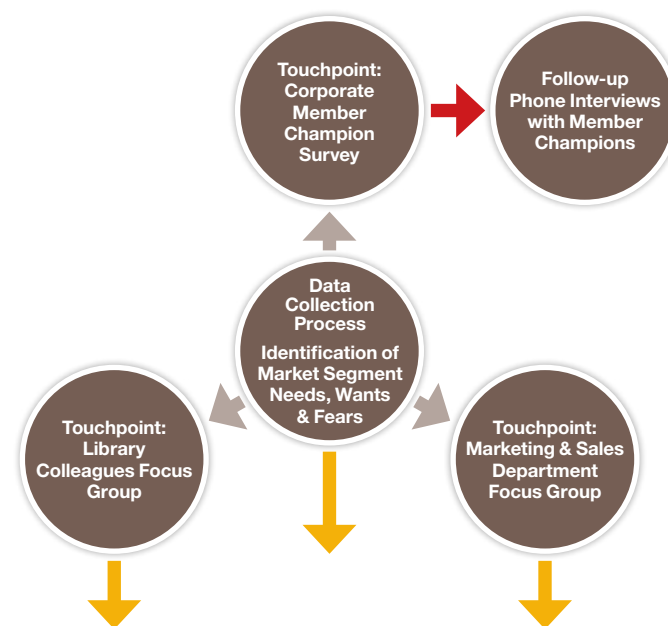 Touchpoint:
Corporate
Member
Champion
Survey
Follow-up
Phone Interviews
with Member
Champions
Data
Collection
Process
Identification of
Market Segment
Needs, Wants
& Fears
Touchpoint:
Library
Colleagues Focus
Group
Touchpoint:
Marketing & Sales
Department
Focus Group